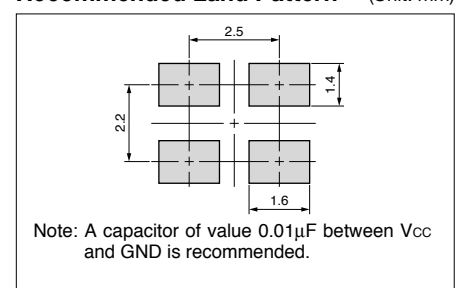 Recommended Land Pattern (Unit: mm)
2.5
1.4
2.2
1.6
Note: A capacitor of value 0.01μF between Vcc
and GND is recommended.